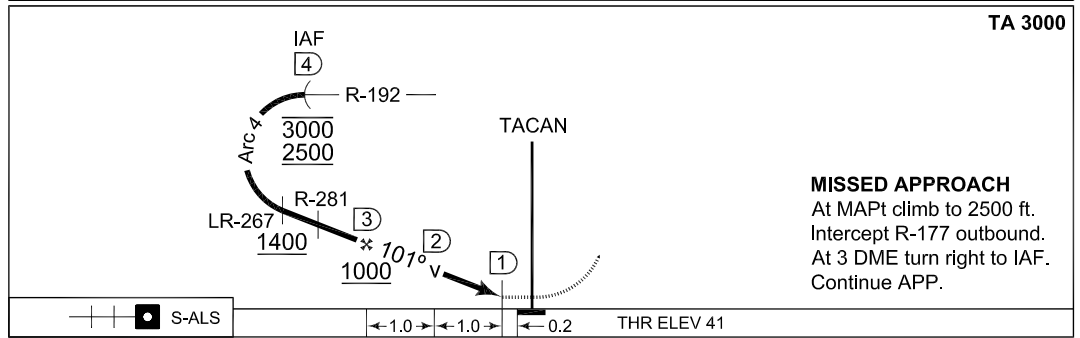 TA 3000
IAF
4
R-192
Arc 4
3000
2500
TACAN
R-281
LR-267
3
1400
101°
2
V
1000
1
MISSED APPROACH
At MAPt climb to 2500 ft.
Intercept R-177 outbound.
At 3 DME turn right to IAF.
Continue APP.
S-ALS
1.0
1.0
0.2
THR ELEV 41